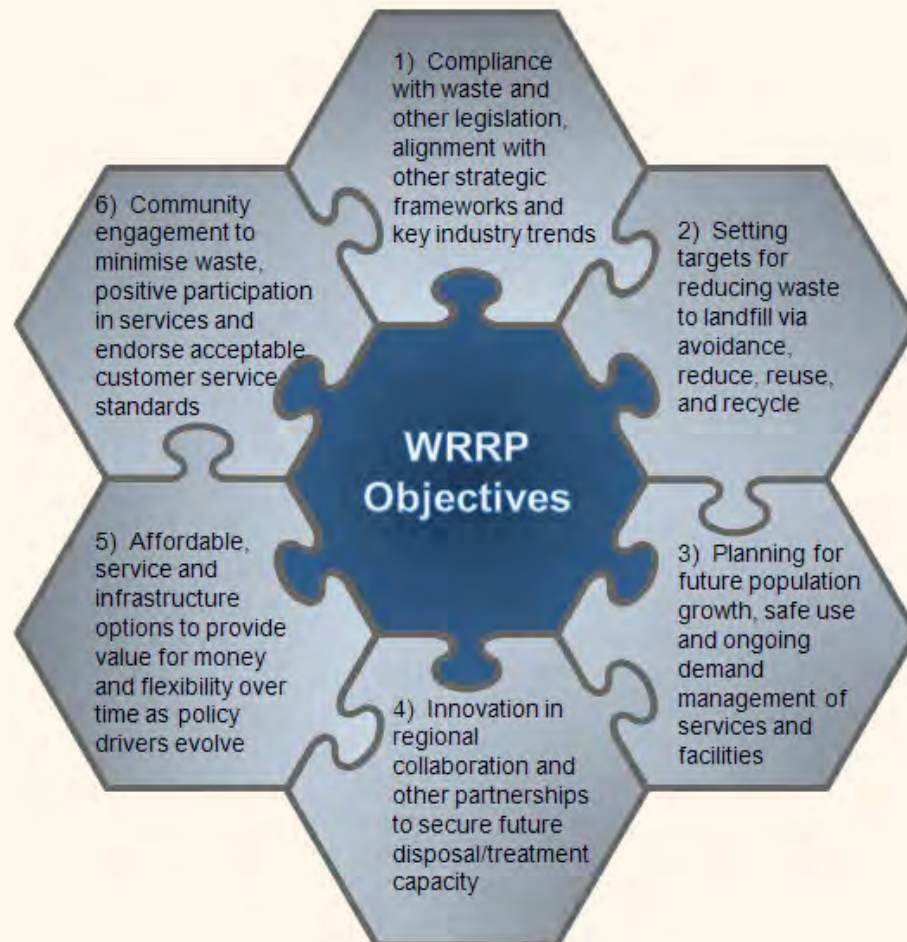 1) Compliance
with waste and
other legislation,
alignment with
other strategic
frameworks and
key industry trends
2) Setting
targets for
reducing waste
to landfill via
avoidance,
reduce, reuse,
and recycle
3) Planning for
future population
growth, safe use
and ongoing
demand
management of
services and
facilities
4) Innovation in
regional
collaboration and
other partnerships
to secure future
disposal/treatment
capacity
5) Affordable,
service and
infrastructure
options to provide
value for money
and flexibility over
time as policy
drivers evolve
6) Community
engagement to
minimise waste,
positive participation
in services and
endorse acceptable
customer service
standards
WRRP
Objectives